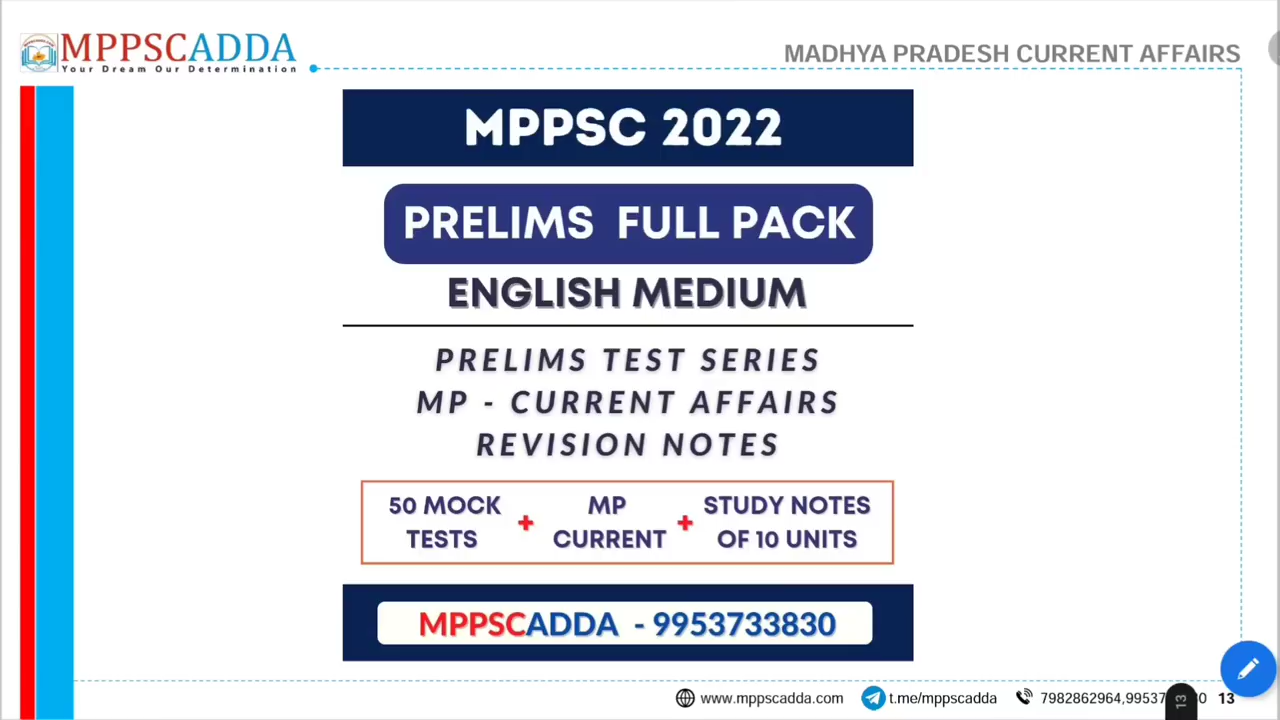 MPPSCADDA
Your Dream Our Determination
MADHYA PRADESH CURRENT AFFAIRS
MPPSC 2022
PRELIMS FULL PACK
ENGLISH MEDIUM
PRELIMS TEST SERIES
MP - CURRENT AFFAIRS
REVISION NOTES
50 MOCK TESTS + MP CURRENT + STUDY NOTES OF 10 UNITS
MPPSCADDA - 9953733830
www.mppscadda.com t.me/mppscadda 7982862964, 13 13